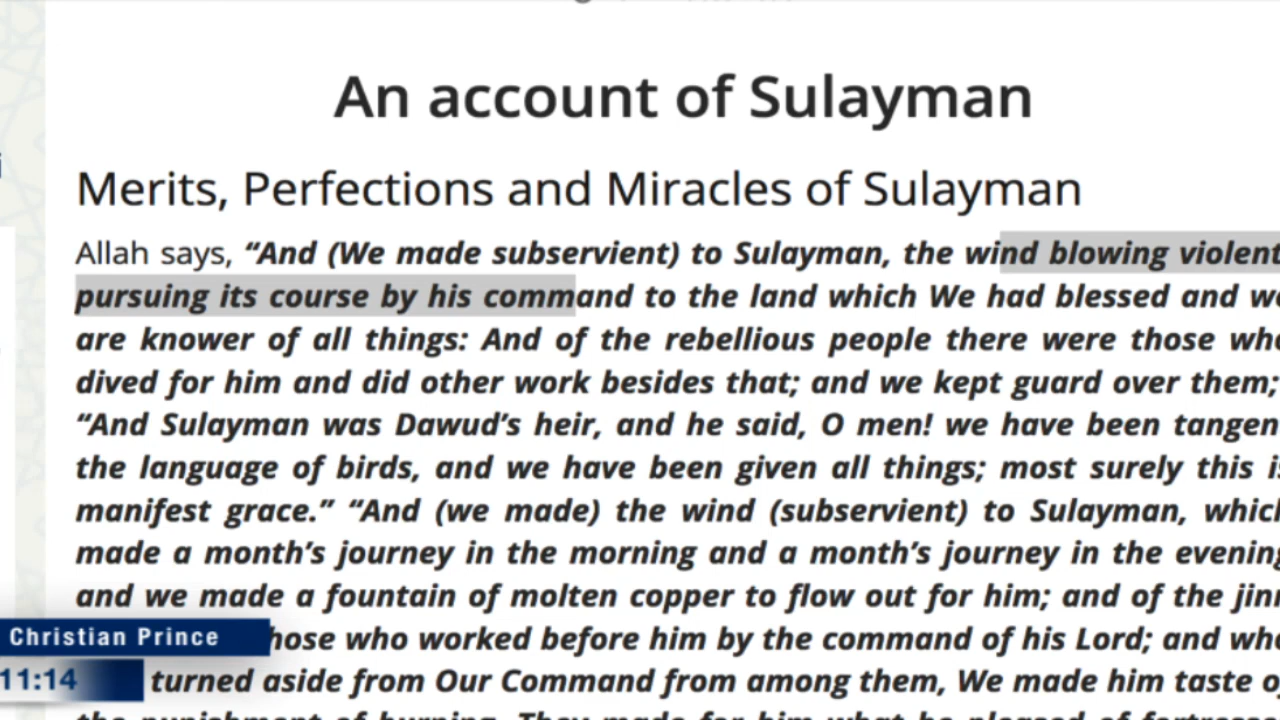 An account of Sulayman
Merits, Perfections and Miracles of Sulayman
Allah says, “And (We made subservient) to Sulayman, the wind blowing violent
pursuing its course by his command to the land which We had blessed and we
are knower of all things: And of the rebellious people there were those who
dived for him and did other work besides that; and we kept guard over them;
“And Sulayman was Dawud’s heir, and he said, O men! we have been tangen
the language of birds, and we have been given all things; most surely this is
manifest grace.” “And (we made) the wind (subservient) to Sulayman, which
made a month’s journey in the morning and a month’s journey in the evening
and we made a fountain of molten copper to flow out for him; and of the jinn
Christian Prince
hose who worked before him by the command of his Lord; and who
11:14
turned aside from Our Command from among them, We made him taste of